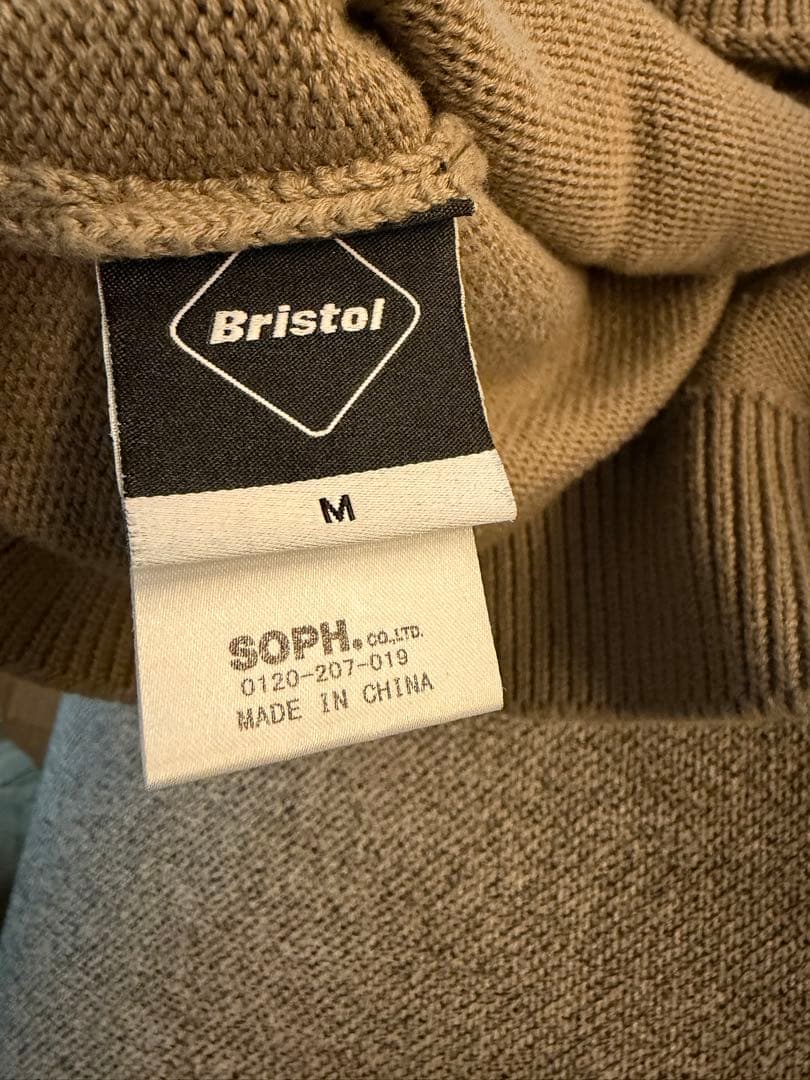 Bristol
M
SOPH.CO.,LTD.
0120-207-019
MADE IN CHINA